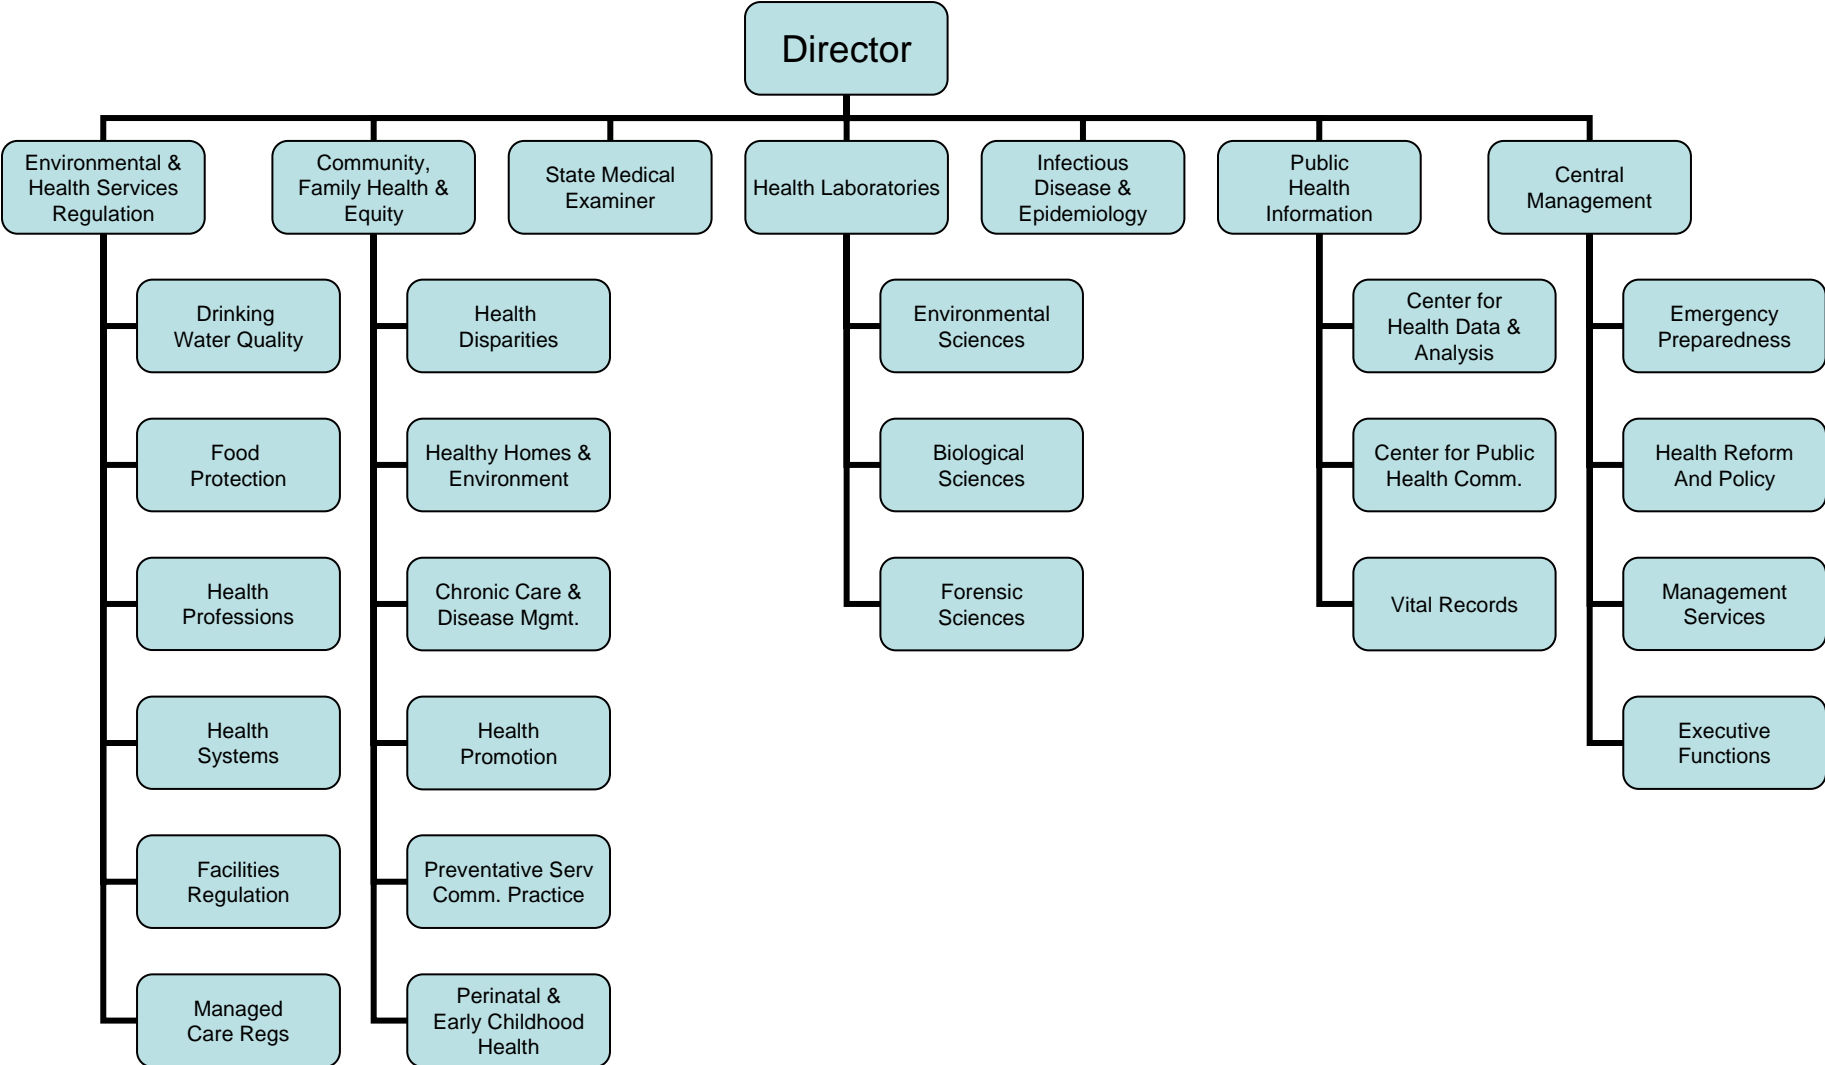 Director
Environmental &
Health Services
Regulation
Community,
Family Health &
Equity
State Medical
Examiner
Health Laboratories
Infectious
Disease &
Epidemiology
Public
Health
Information
Central
Management
Drinking
Water Quality
Health
Disparities
Environmental
Sciences
Center for
Health Data &
Analysis
Emergency
Preparedness
Food
Protection
Healthy Homes &
Environment
Biological
Sciences
Center for Public
Health Comm.
Health Reform
And Policy
Health
Professions
Chronic Care &
Disease Mgmt.
Forensic
Sciences
Vital Records
Management
Services
Health
Systems
Health
Promotion
Executive
Functions
Facilities
Regulation
Preventative Serv
Comm. Practice
Managed
Care Regs
Perinatal &
Early Childhood
Health